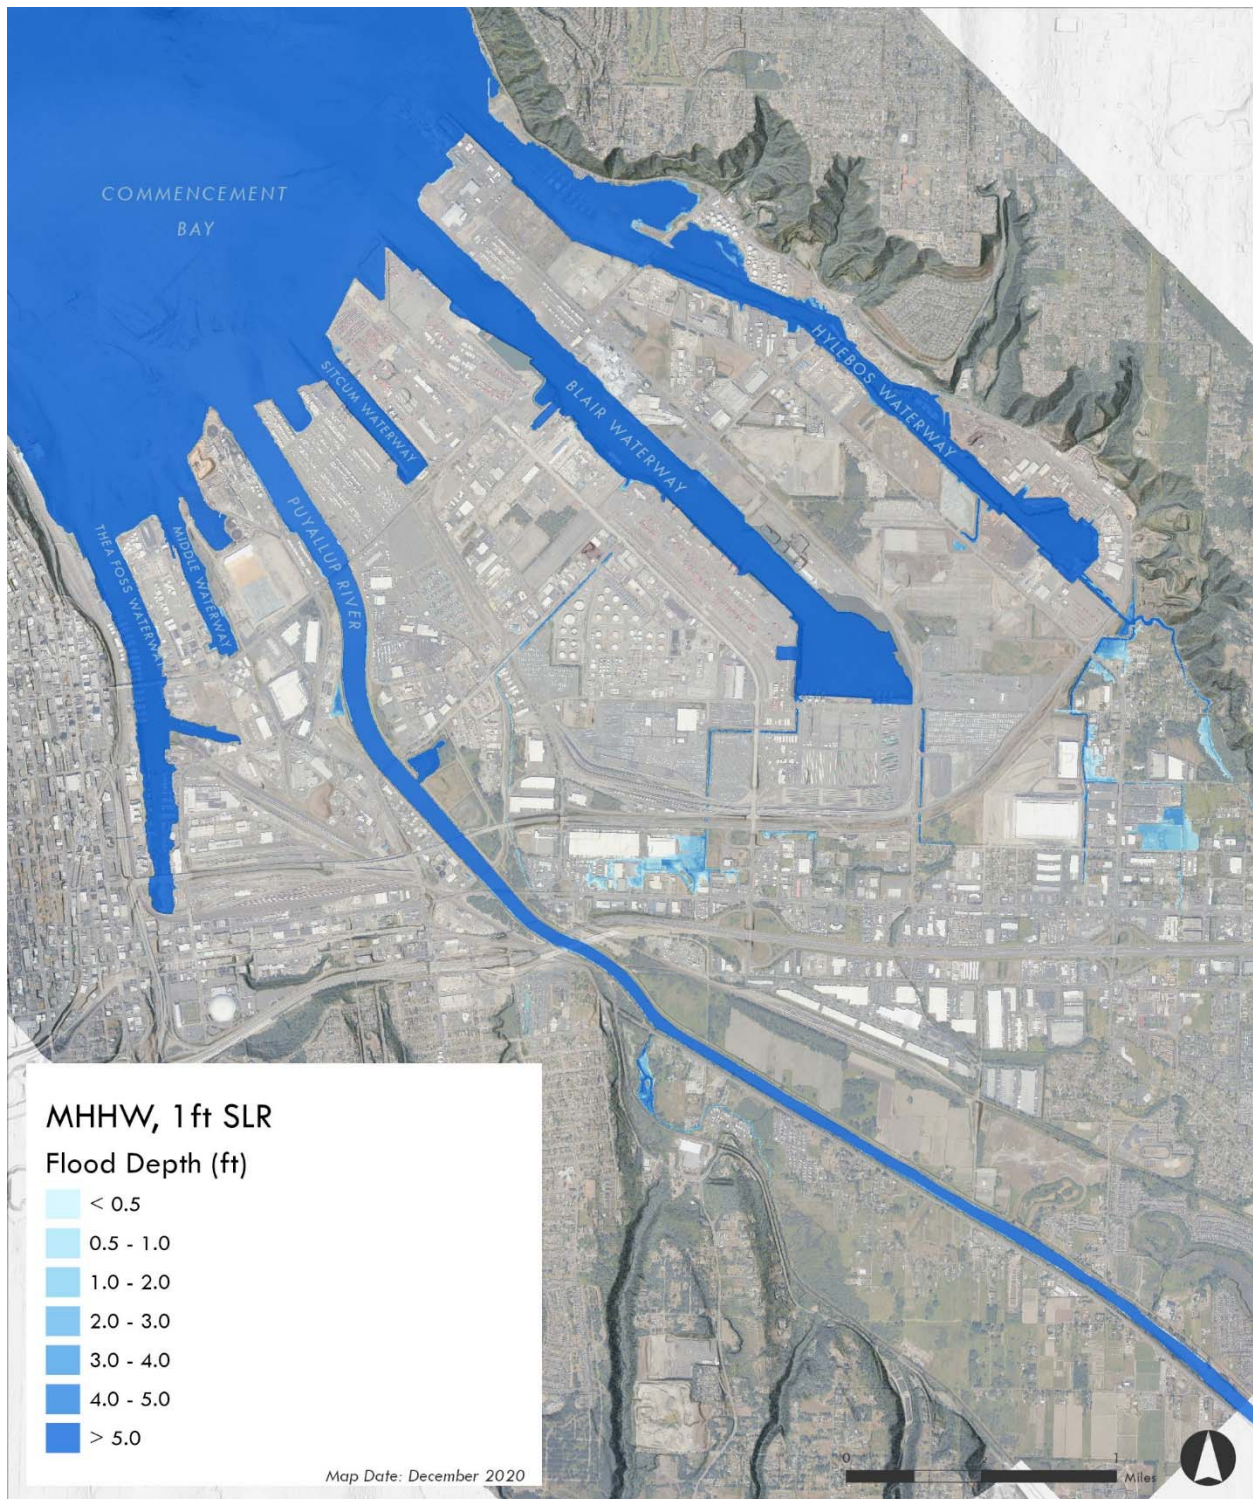 COMMENCEMENT
BAY
HYLEBOS WATERWAY
BLAIR WATERWAY
SITCUM WATERWAY
PUYALLUP RIVER
MIDDLE WATERWAY
THEA FOSS WATERWAY
MHHW, 1ft SLR
Flood Depth (ft)
< 0.5
0.5 - 1.0
1.0 - 2.0
2.0 - 3.0
3.0 - 4.0
4.0 - 5.0
> 5.0
Map Date: December 2020
0 1
Miles